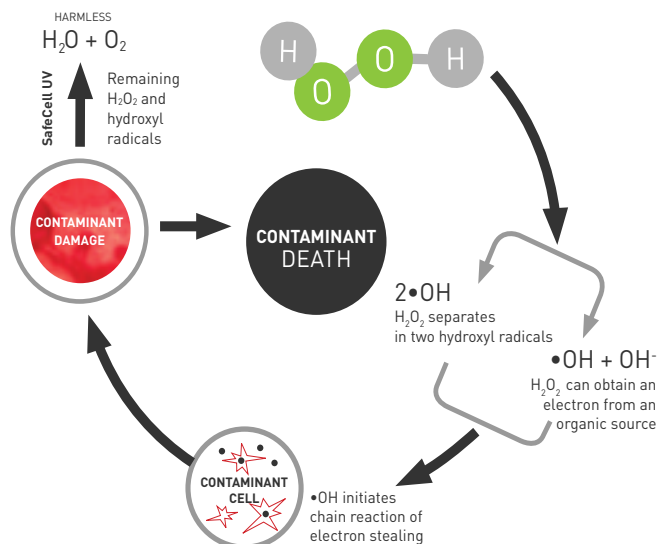 HARMLESS
H₂O + O₂
SafeCell UV
Remaining
H₂O₂ and
hydroxyl
radicals
H
O
O
H
CONTAMINANT
DAMAGE
CONTAMINANT
DEATH
2•OH
H₂O₂ separates
in two hydroxyl radicals
•OH + OH⁻
H₂O₂ can obtain an
electron from an
organic source
CONTAMINANT
CELL
•OH initiates
chain reaction of
electron stealing